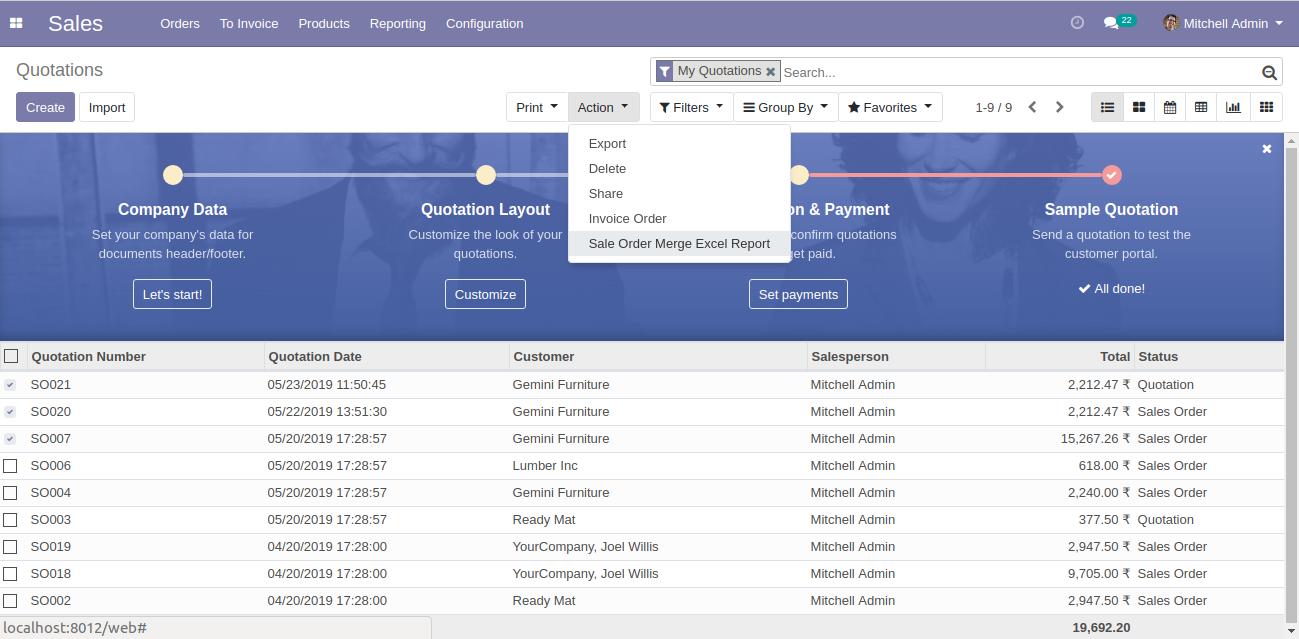 Sales Orders To Invoice Products Reporting Configuration 22 Mitchell Admin
Quotations
My Quotations Search...
Create Import Print Action Filters Group By Favorites 1-9 / 9
Export
Delete
Share
Invoice Order
Sale Order Merge Excel Report
Company Data
Set your company's data for
documents header/footer.
Let's start!
Quotation Layout
Customize the look of your
quotations.
Customize
on & Payment
confirm quotations
get paid.
Set payments
Sample Quotation
Send a quotation to test the
customer portal.
All done!
Quotation Number Quotation Date Customer Salesperson Total Status
SO021 05/23/2019 11:50:45 Gemini Furniture Mitchell Admin 2,212.47 ₹ Quotation
SO020 05/22/2019 13:51:30 Gemini Furniture Mitchell Admin 2,212.47 ₹ Sales Order
SO007 05/20/2019 17:28:57 Gemini Furniture Mitchell Admin 15,267.26 ₹ Sales Order
SO006 05/20/2019 17:28:57 Lumber Inc Mitchell Admin 618.00 ₹ Sales Order
SO004 05/20/2019 17:28:57 Gemini Furniture Mitchell Admin 2,240.00 ₹ Sales Order
SO003 05/20/2019 17:28:57 Ready Mat Mitchell Admin 377.50 ₹ Quotation
SO019 04/20/2019 17:28:00 YourCompany, Joel Willis Mitchell Admin 2,947.50 ₹ Sales Order
SO018 04/20/2019 17:28:00 YourCompany, Joel Willis Mitchell Admin 9,705.00 ₹ Sales Order
SO002 04/20/2019 17:28:00 Ready Mat Mitchell Admin 2,947.50 ₹ Sales Order
localhost:8012/web# 19,692.20